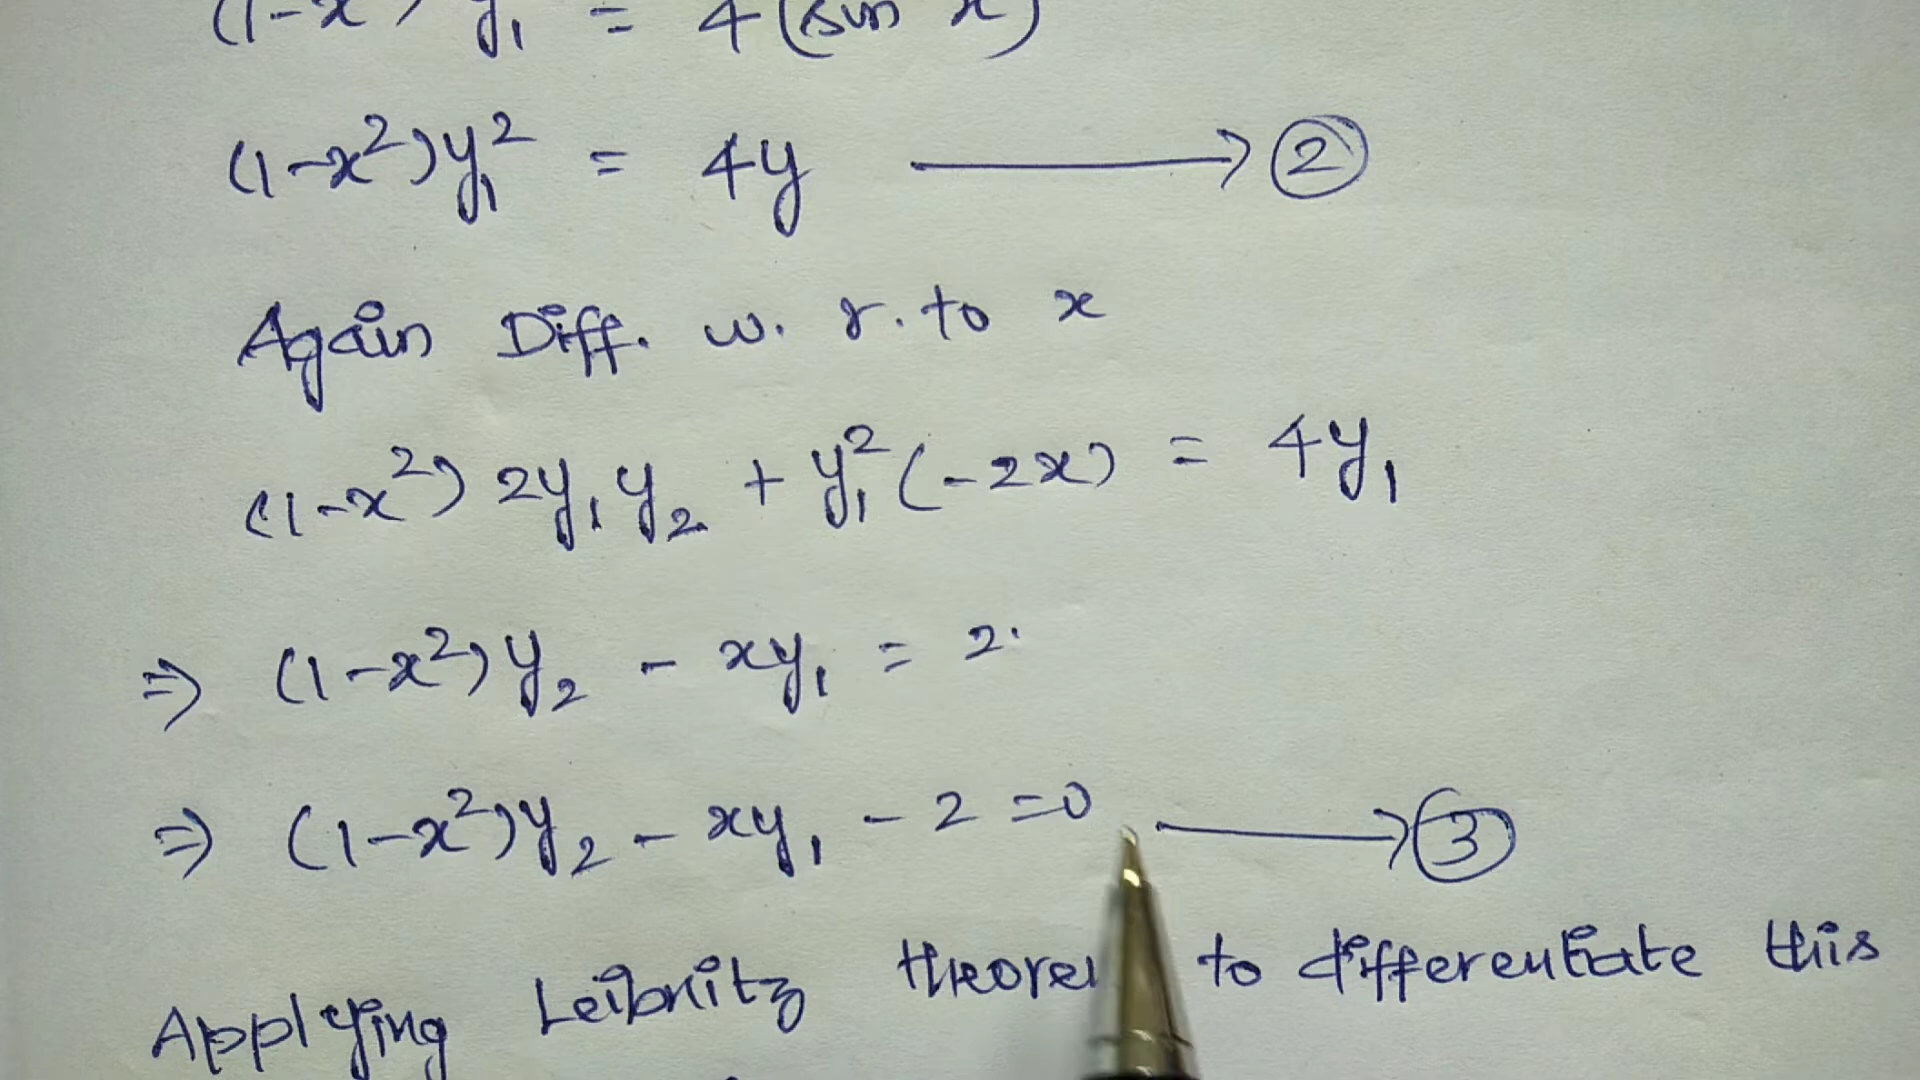 (1-x²) y₁² = 4y ⟶ ②
Again Diff. w. r. to x
(1-x²) 2y₁y₂ + y₁²(-2x) = 4y₁
⇒ (1-x²) y₂ - xy₁ = 2.
⇒ (1-x²) y₂ - xy₁ - 2 = 0 ⟶ ③
Applying Leibnitz to differentiate this